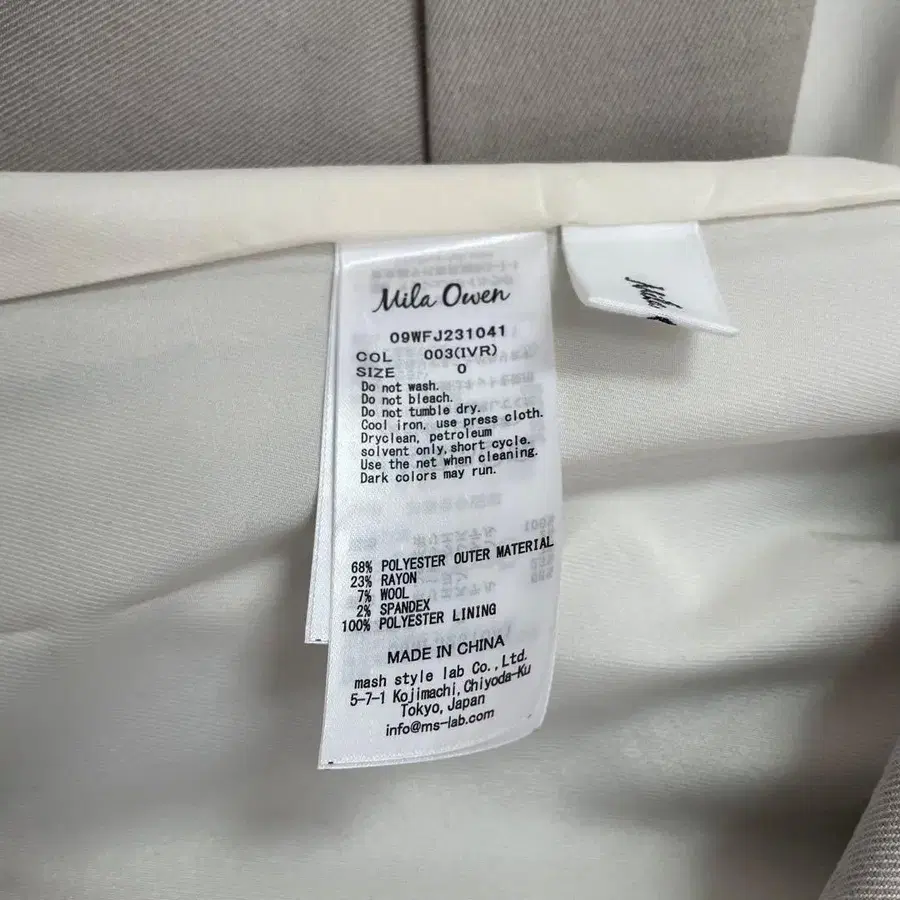 Mila Owen
09WFJ231041
COL 003(IVR)
SIZE 0
Do not wash.
Do not bleach.
Do not tumble dry.
Cool iron, use press cloth.
Dryclean, petroleum
solvent only, short cycle.
Use the net when cleaning.
Dark colors may run.
68% POLYESTER OUTER MATERIAL
23% RAYON
7% WOOL
2% SPANDEX
100% POLYESTER LINING
MADE IN CHINA
mash style lab Co., Ltd.
5-7-1 Kojimachi, Chiyoda-Ku
Tokyo, Japan
info@ms-lab.com
Mila